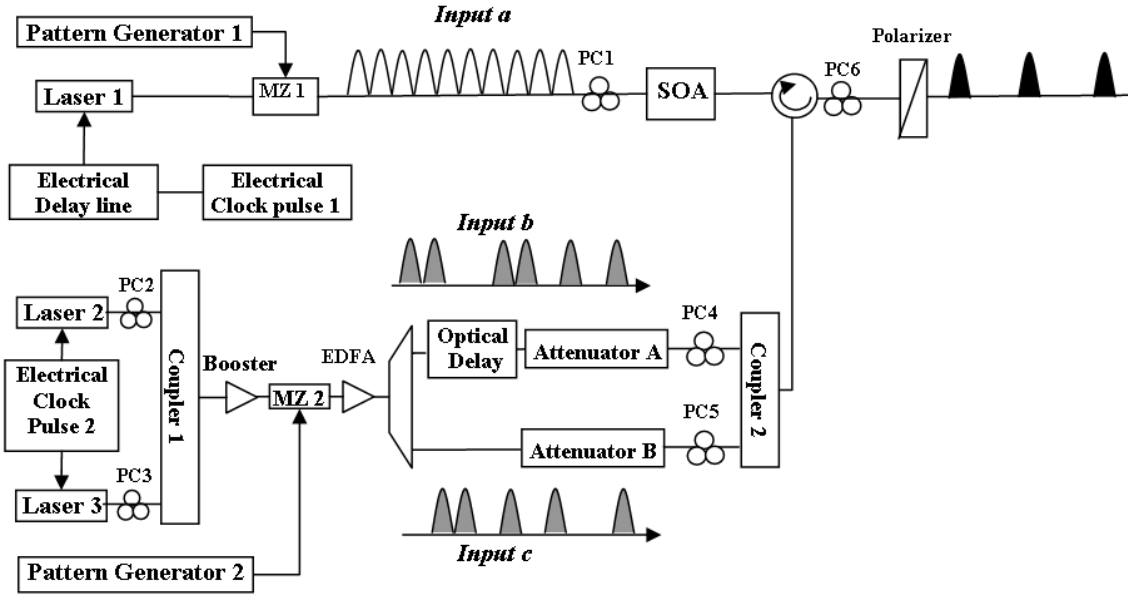 Input a
Pattern Generator 1
Polarizer
PC1
PC6
Laser 1
MZ 1
SOA
Electrical
Delay line
Electrical
Clock pulse 1
Input b
PC2
Laser 2
PC4
Optical
Delay
Attenuator A
Booster
EDFA
Electrical
Clock
Pulse 2
Coupler 1
MZ 2
Coupler 2
PC5
Attenuator B
PC3
Laser 3
Input c
Pattern Generator 2